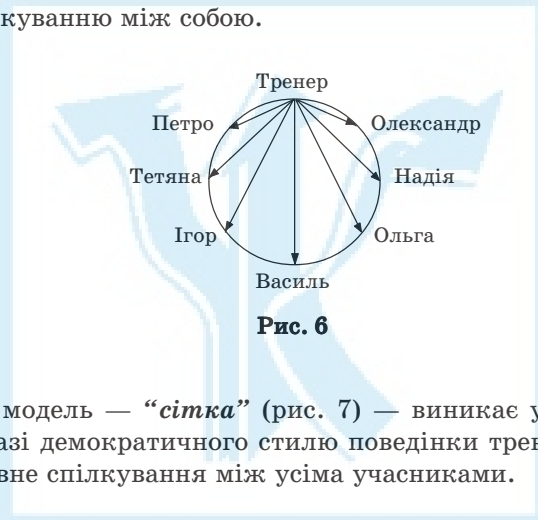 куванню між собою.
Тренер
Петро
Олександр
Тетяна
Надія
Ігор
Ольга
Василь
Рис. 6
модель — “сітка” (рис. 7) — виникає у
азі демократичного стилю поведінки трен
вне спілкування між усіма учасниками.